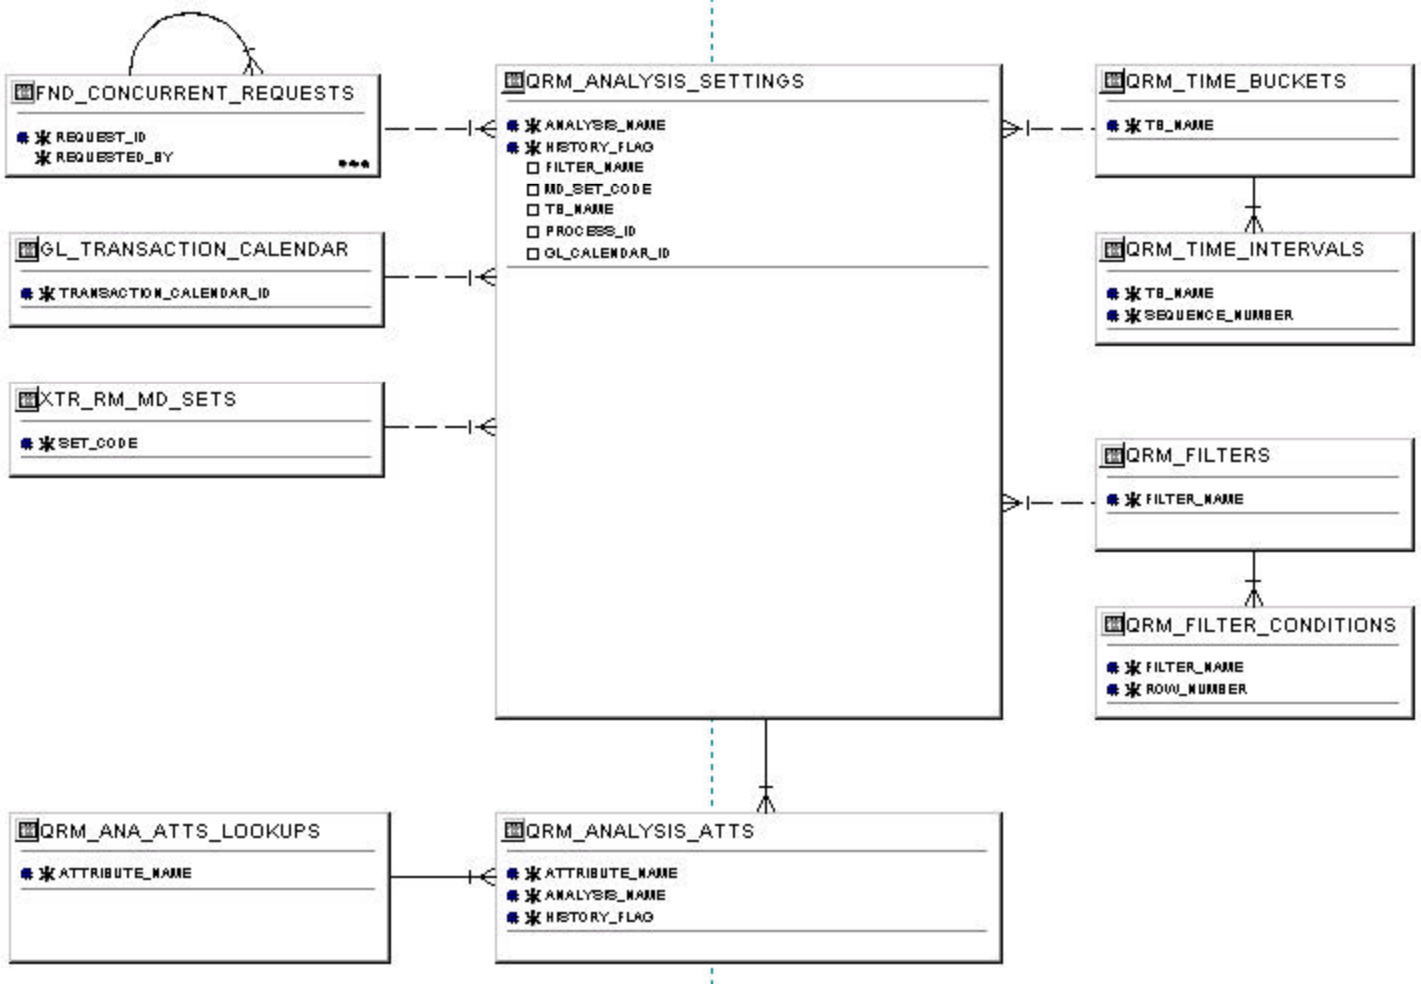 FND_CONCURRENT_REQUESTS
REQUEST_ID
REQUESTED_BY
GL_TRANSACTION_CALENDAR
TRANSACTION_CALENDAR_ID
XTR_RM_MD_SETS
SET_CODE
QRM_ANALYSIS_SETTINGS
ANALYSIS_NAME
HISTORY_FLAG
FILTER_NAME
MD_SET_CODE
TB_NAME
PROCESS_ID
GL_CALENDAR_ID
QRM_TIME_BUCKETS
TB_NAME
QRM_TIME_INTERVALS
TB_NAME
SEQUENCE_NUMBER
QRM_FILTERS
FILTER_NAME
QRM_FILTER_CONDITIONS
FILTER_NAME
ROW_NUMBER
QRM_ANA_ATTS_LOOKUPS
ATTRIBUTE_NAME
QRM_ANALYSIS_ATTS
ATTRIBUTE_NAME
ANALYSIS_NAME
HISTORY_FLAG